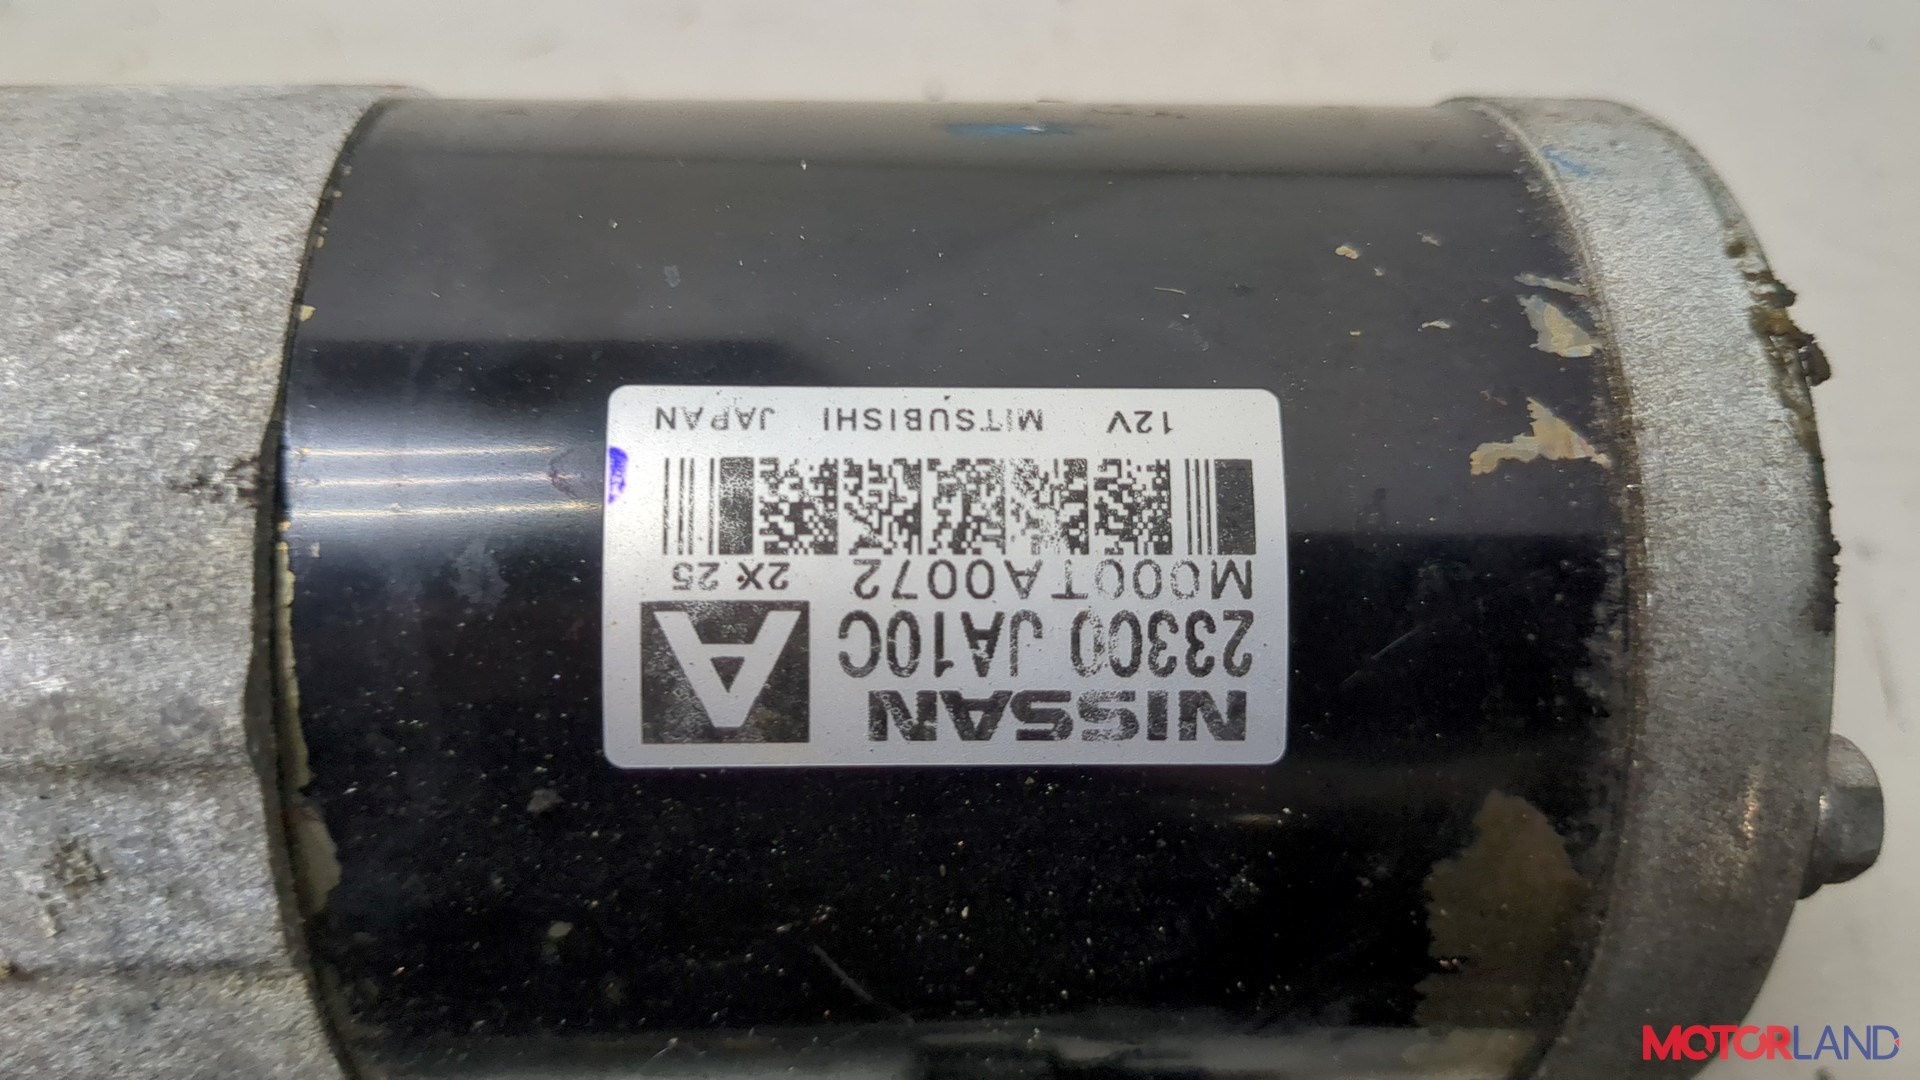 NISSAN
23300 JA10C
A
M000TA0072 2X 25
12V MITSUBISHI JAPAN
MOTORLAND